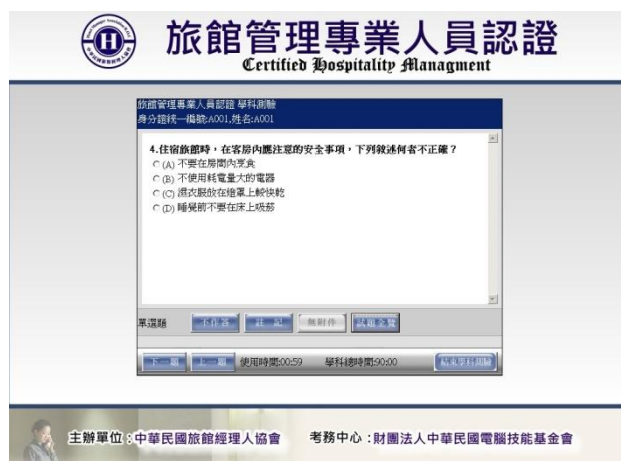 旅館管理專業人員認證
Certified Hospitality Managment
旅館管理專業人員認證 學科測驗
身分證統一編號:A001,姓名:A001
4.住宿旅館時，在客房內應注意的安全事項，下列敘述何者不正確？
(A) 不要在房間內烹食
(B) 不使用耗電量大的電器
(C) 濕衣服放在燈罩上較快乾
(D) 睡覺前不要在床上吸菸
單選題 不作答 註 記 無附件 試題全覽
下一題 上一題 使用時間:00:59 學科總時間:90:00 結束學科測驗
主辦單位：中華民國旅館經理人協會 考務中心：財團法人中華民國電腦技能基金會